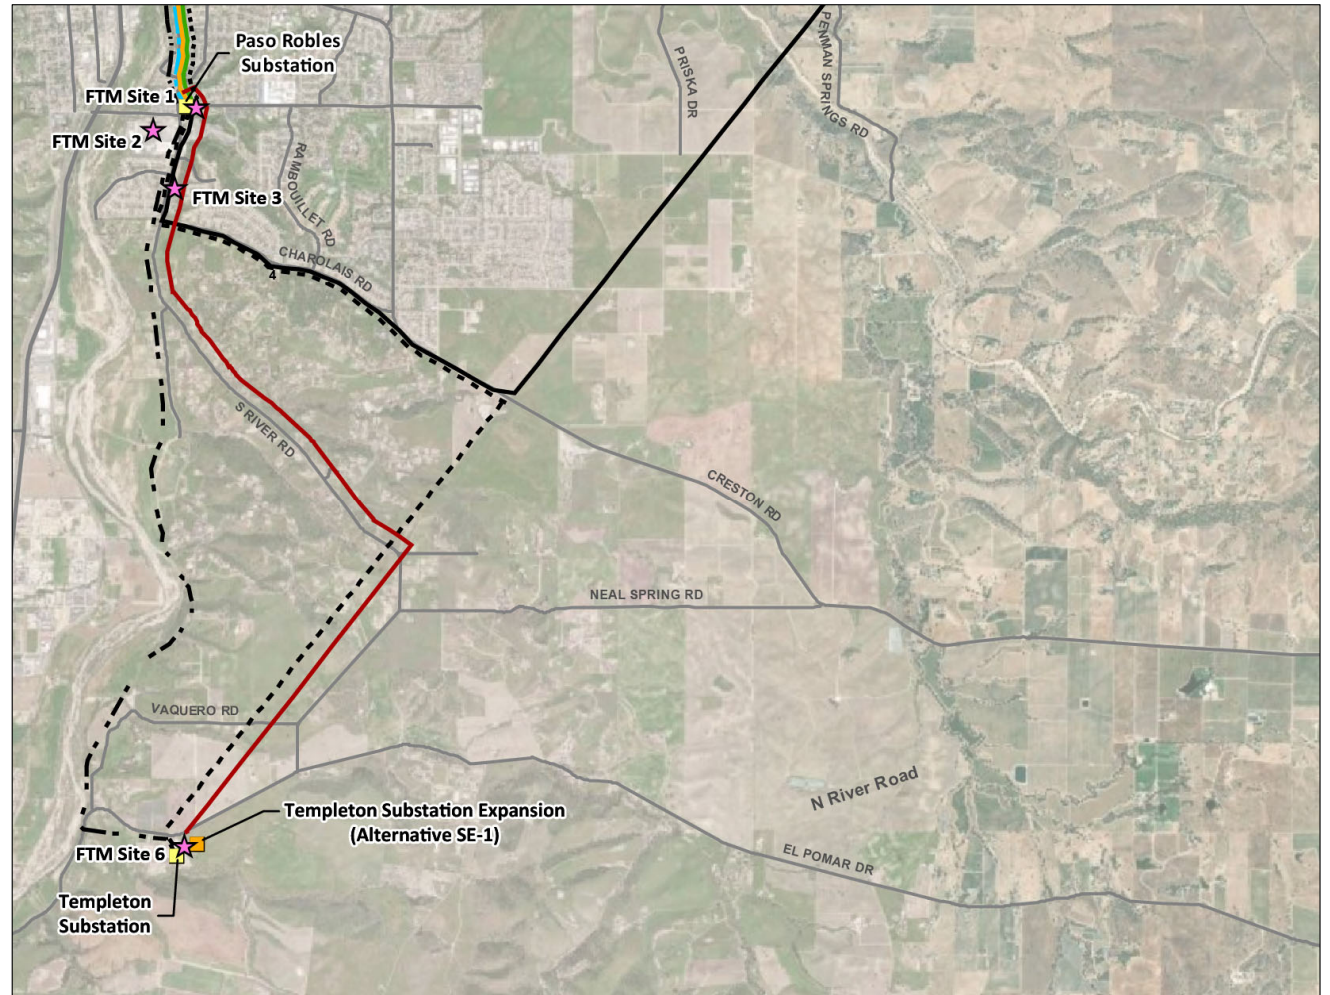 Paso Robles
Substation
FTM Site 1
FTM Site 2
FTM Site 3
PRISKA DR
PENMAN SPRINGS RD
RAMBOUILLET RD
CHAROLAIS RD
4
S RIVER RD
CRESTON RD
NEAL SPRING RD
VAQUERO RD
N River Road
Templeton Substation Expansion
(Alternative SE-1)
EL POMAR DR
FTM Site 6
Templeton
Substation